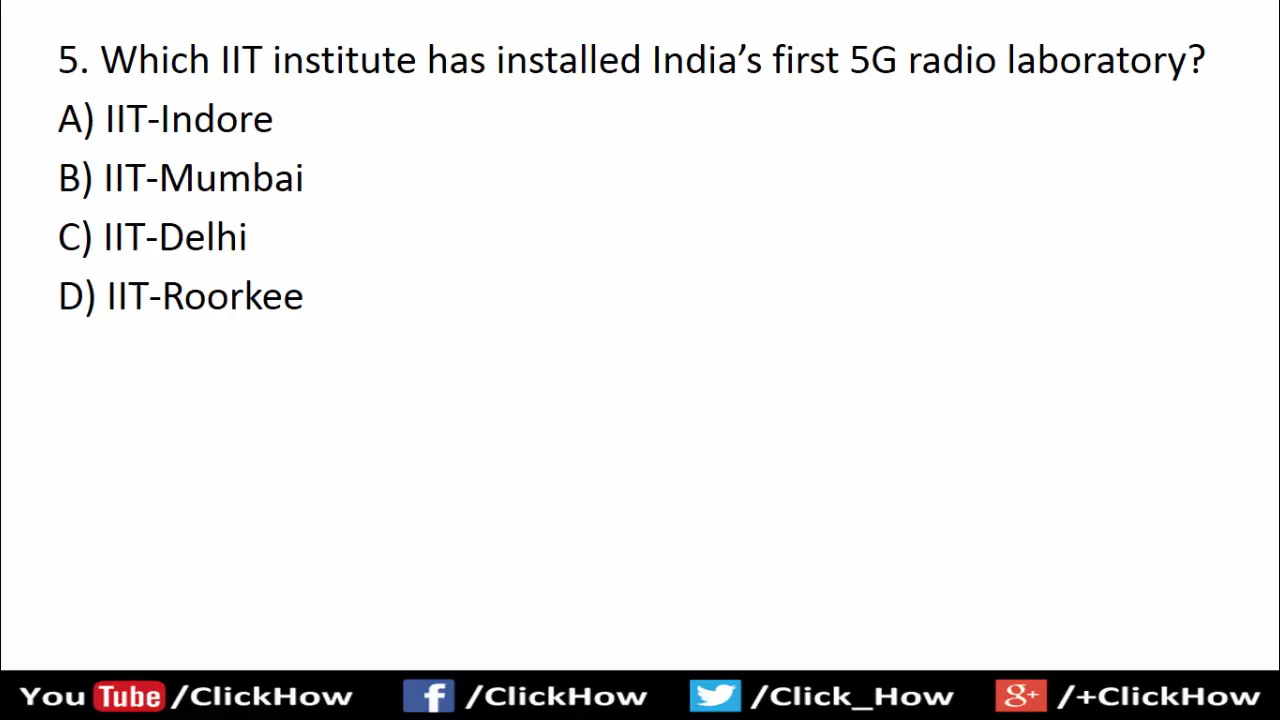 5. Which IIT institute has installed India’s first 5G radio laboratory?
A) IIT-Indore
B) IIT-Mumbai
C) IIT-Delhi
D) IIT-Roorkee
You Tube /ClickHow f /ClickHow /Click_How g+ /+ClickHow